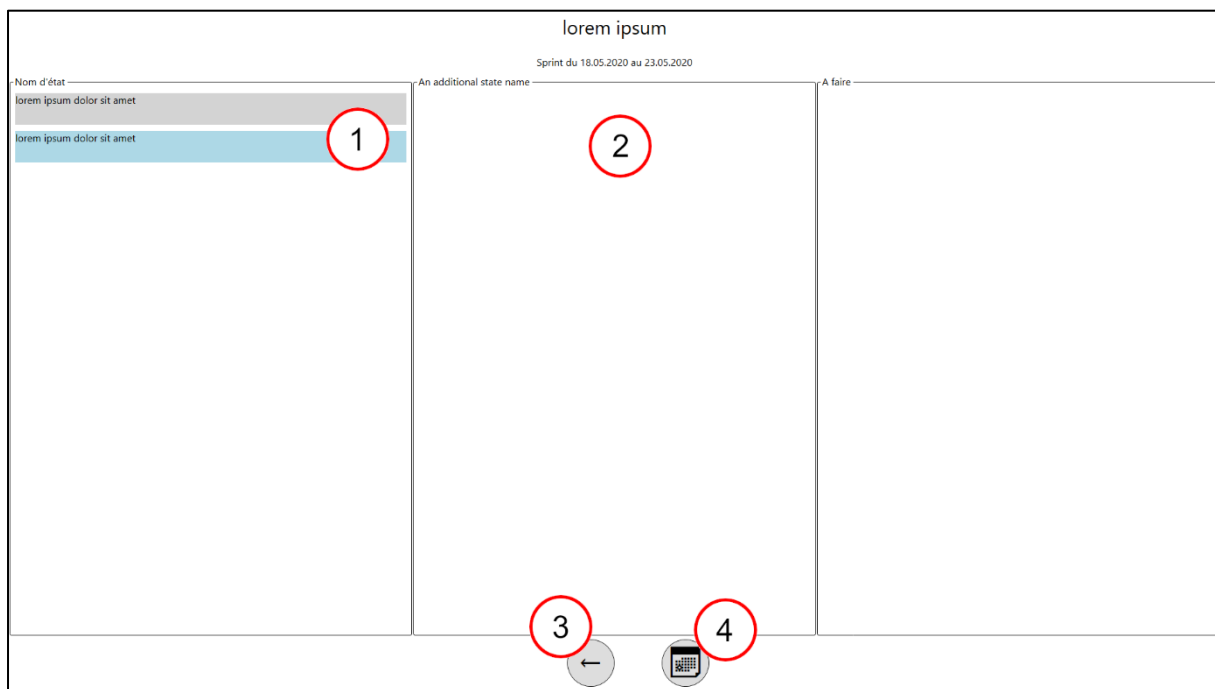 lorem ipsum
Sprint du 18.05.2020 au 23.05.2020
Nom d'état
An additional state name
A faire
lorem ipsum dolor sit amet
lorem ipsum dolor sit amet
1
2
3
4
←